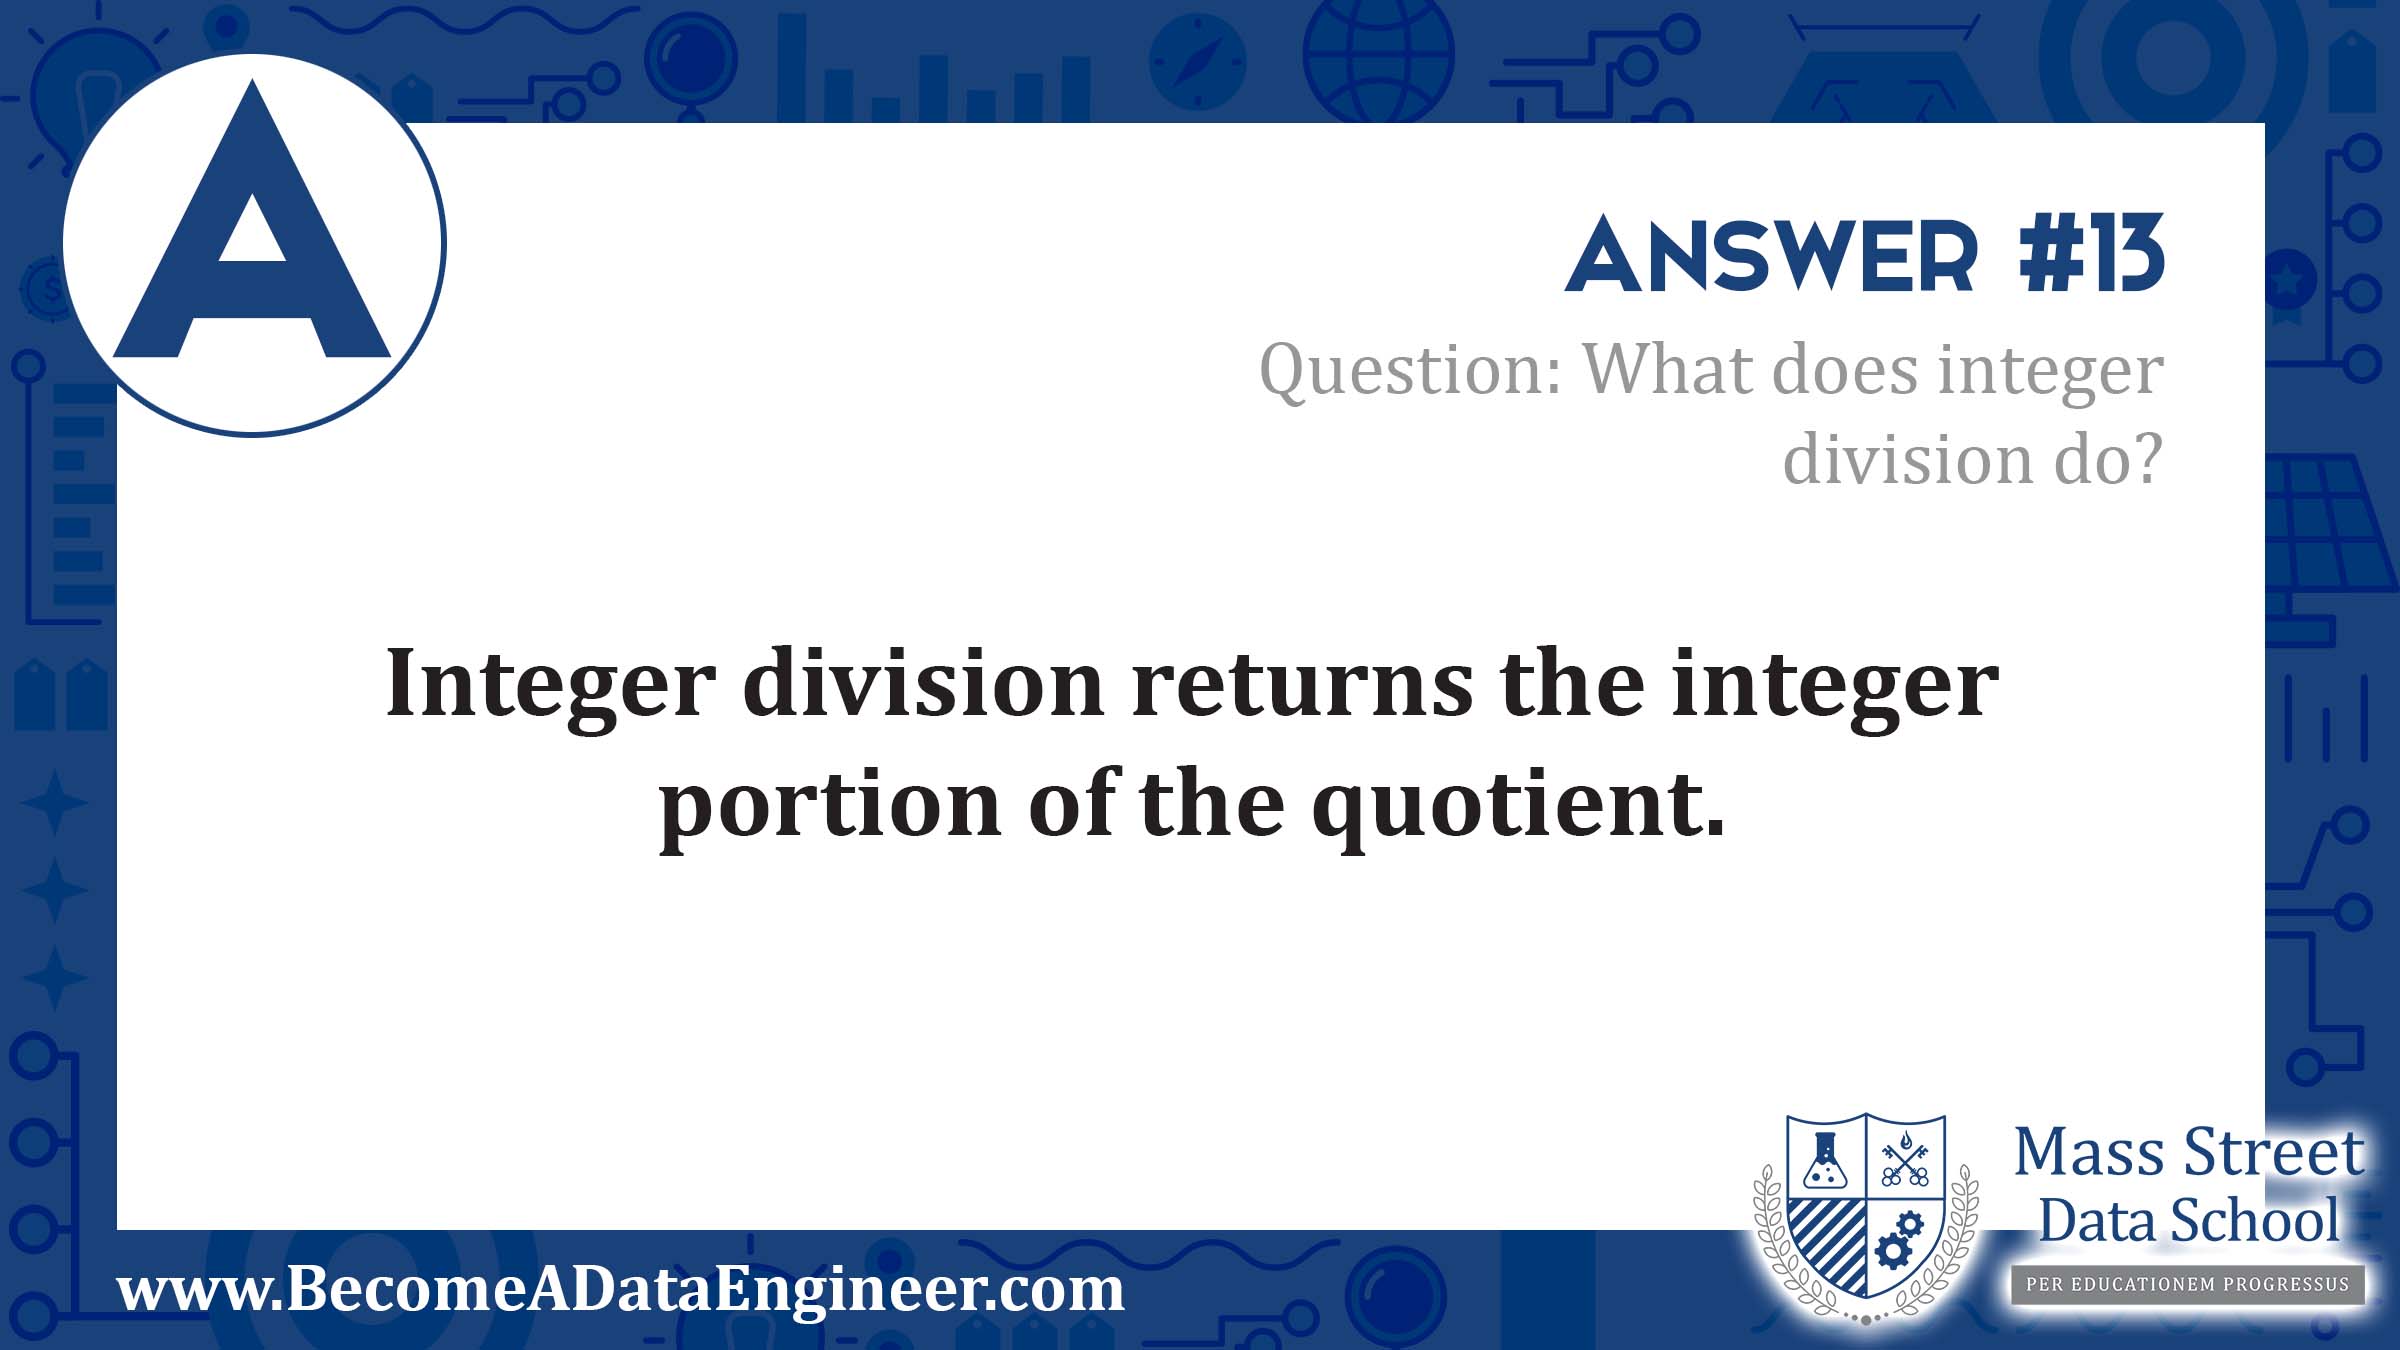 A
ANSWER #13
Question: What does integer
division do?
Integer division returns the integer
portion of the quotient.
Mass Street
Data School
PER EDUCATIONEM PROGRESSUS
www.BecomeADataEngineer.com
$